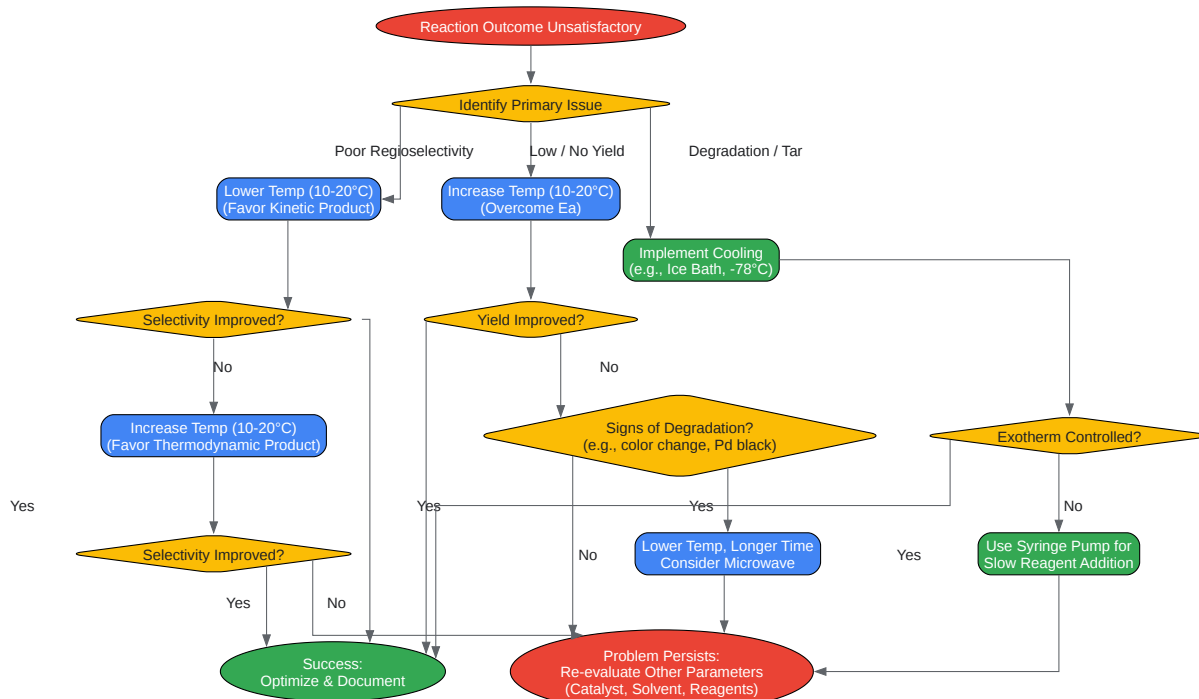 Reaction Outcome Unsatisfactory
Identify Primary Issue
Poor Regioselectivity
Low / No Yield
Degradation / Tar
Lower Temp (10-20°C)
(Favor Kinetic Product)
Increase Temp (10-20°C)
(Overcome Ea)
Implement Cooling
(e.g., Ice Bath, -78°C)
Selectivity Improved?
Yield Improved?
No
No
Increase Temp (10-20°C)
(Favor Thermodynamic Product)
Signs of Degradation?
(e.g., color change, Pd black)
Exotherm Controlled?
Yes
Yes
Yes
No
Selectivity Improved?
No
Lower Temp, Longer Time
Consider Microwave
Yes
Use Syringe Pump for
Slow Reagent Addition
Yes
No
Success:
Optimize & Document
Problem Persists:
Re-evaluate Other Parameters
(Catalyst, Solvent, Reagents)